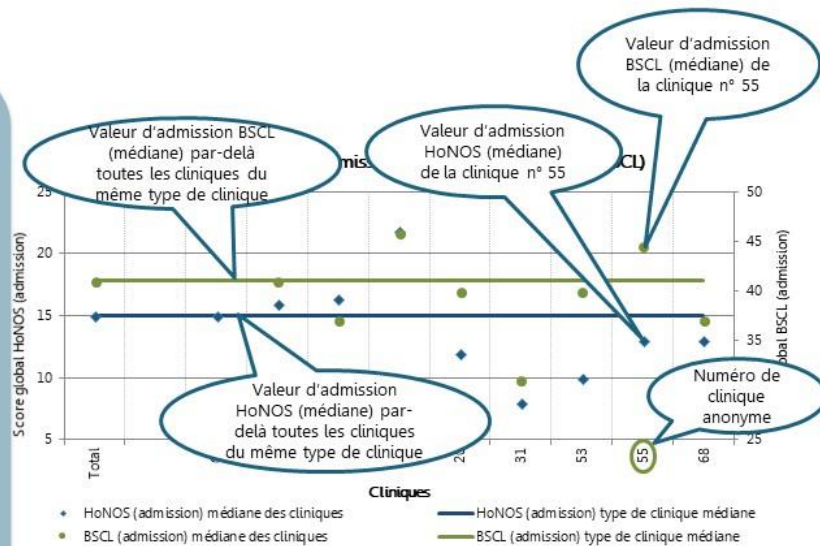 Valeur d'admission
BSCL (médiane) de
la clinique n° 55
Valeur d'admission BSCL
(médiane) par-delà
toutes les cliniques du
même type de clinique
Valeur d'admission
HoNOS (médiane)
de la clinique n° 55
25
20
15
10
5
Score global HoNOS (admission)
50
45
40
35
25
BSCL (admission)
Valeur d'admission
HoNOS (médiane) par-
delà toutes les cliniques
du même type de clinique
Numéro de
clinique
anonyme
Total
31
53
55
68
Cliniques
HoNOS (admission) médiane des cliniques
HoNOS (admission) type de clinique médiane
BSCL (admission) médiane des cliniques
BSCL (admission) type de clinique médiane